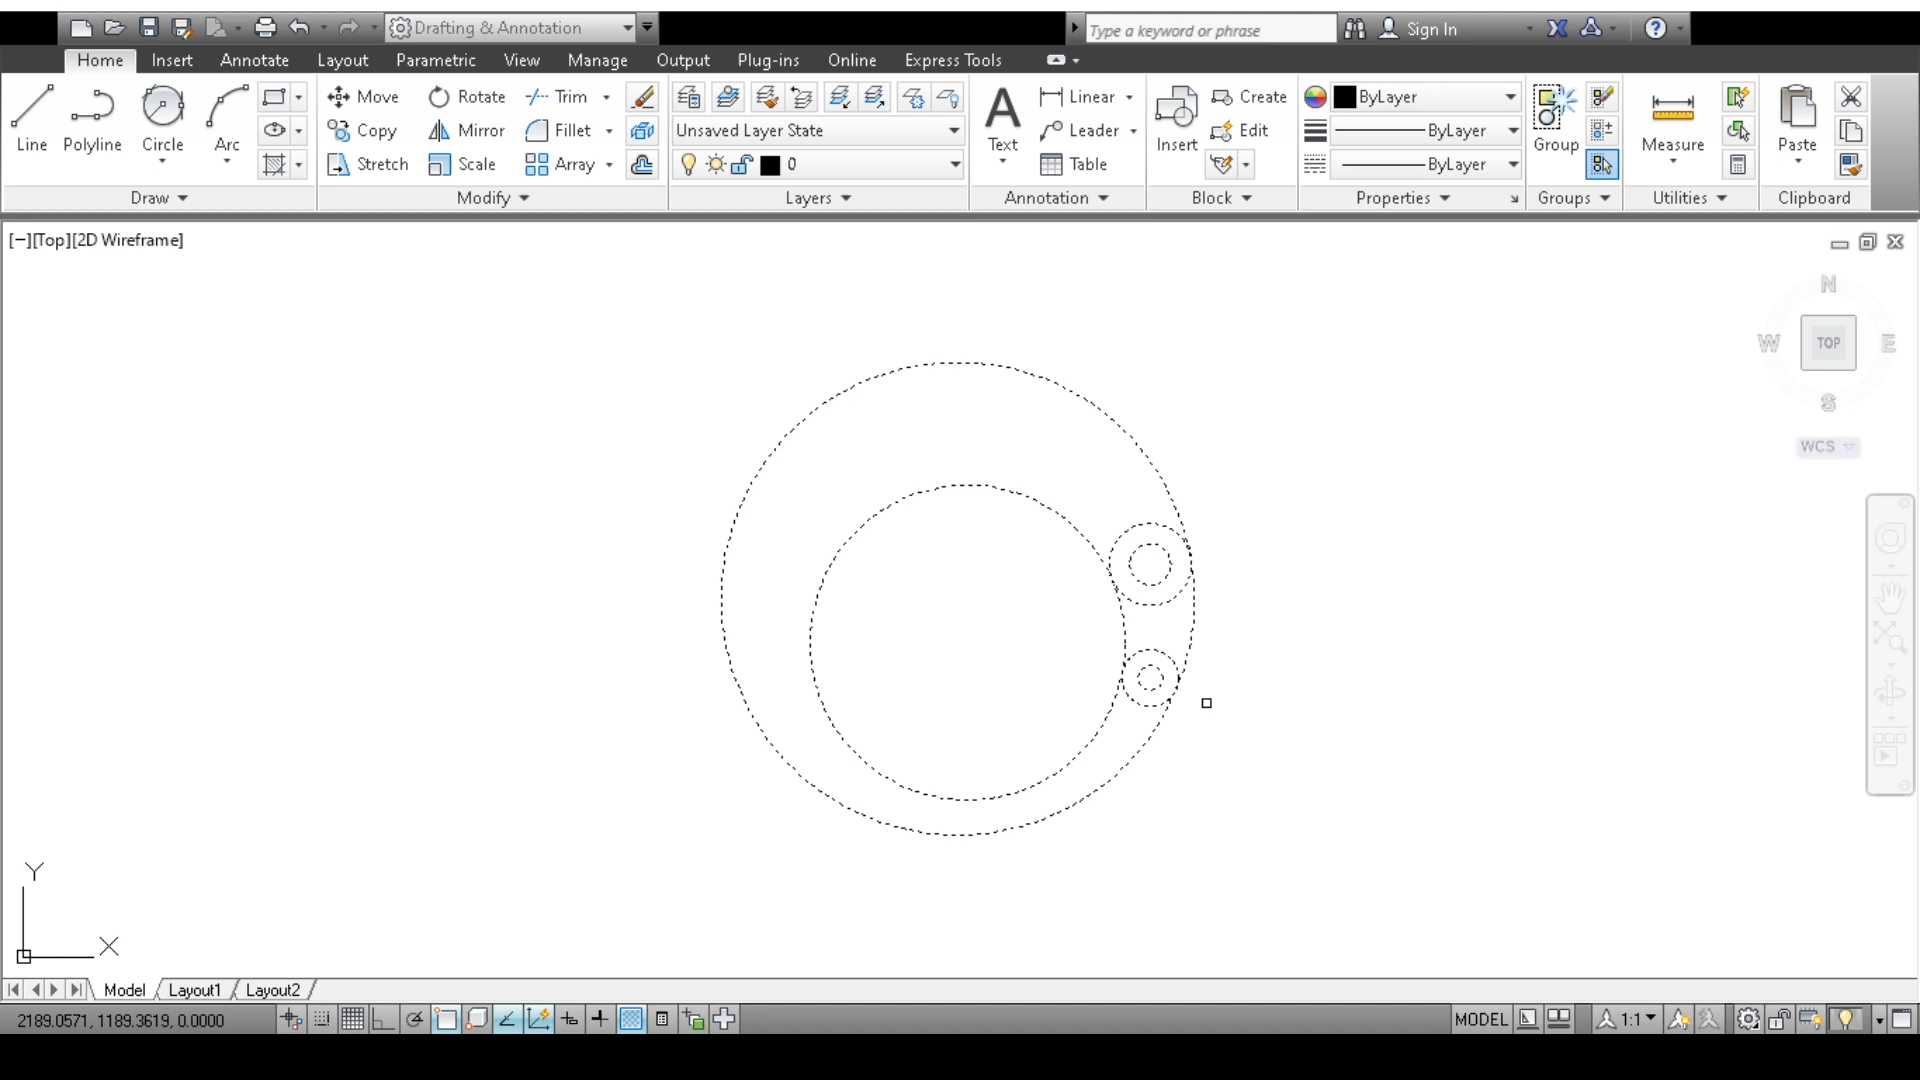 Drafting & Annotation
Type a keyword or phrase
Sign In
Home Insert Annotate Layout Parametric View Manage Output Plug-ins Online Express Tools
Line Polyline Circle Arc
Move Rotate Trim
Copy Mirror Fillet
Stretch Scale Array
Unsaved Layer State
0
Text
Linear
Leader
Table
Insert
Create
Edit
ByLayer
ByLayer
ByLayer
Group
Measure
Paste
Draw Modify Layers Annotation Block Properties Groups Utilities Clipboard
[−][Top][2D Wireframe]
N
W TOP E
S
WCS
Y
X
Model Layout1 Layout2
2189.0571, 1189.3619, 0.0000
MODEL
1:1